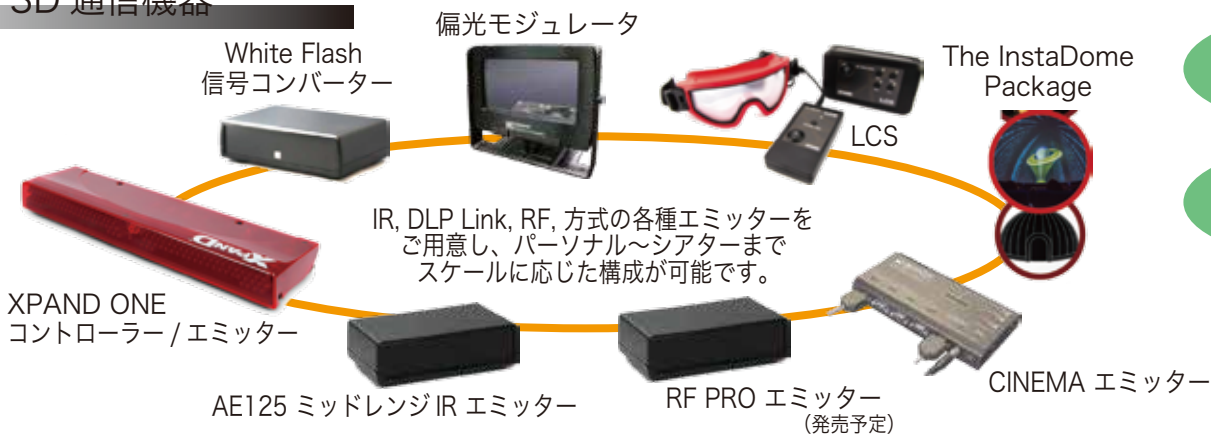 3D 通信機器
偏光モジュレータ
White Flash
信号コンバーター
The InstaDome
Package
LCS
IR, DLP Link, RF, 方式の各種エミッターを
ご用意し、パーソナル〜シアターまで
スケールに応じた構成が可能です。
XPAND
XPAND ONE
コントローラー / エミッター
AE125 ミッドレンジ IR エミッター
RF PRO エミッター
（発売予定）
CINEMA エミッター